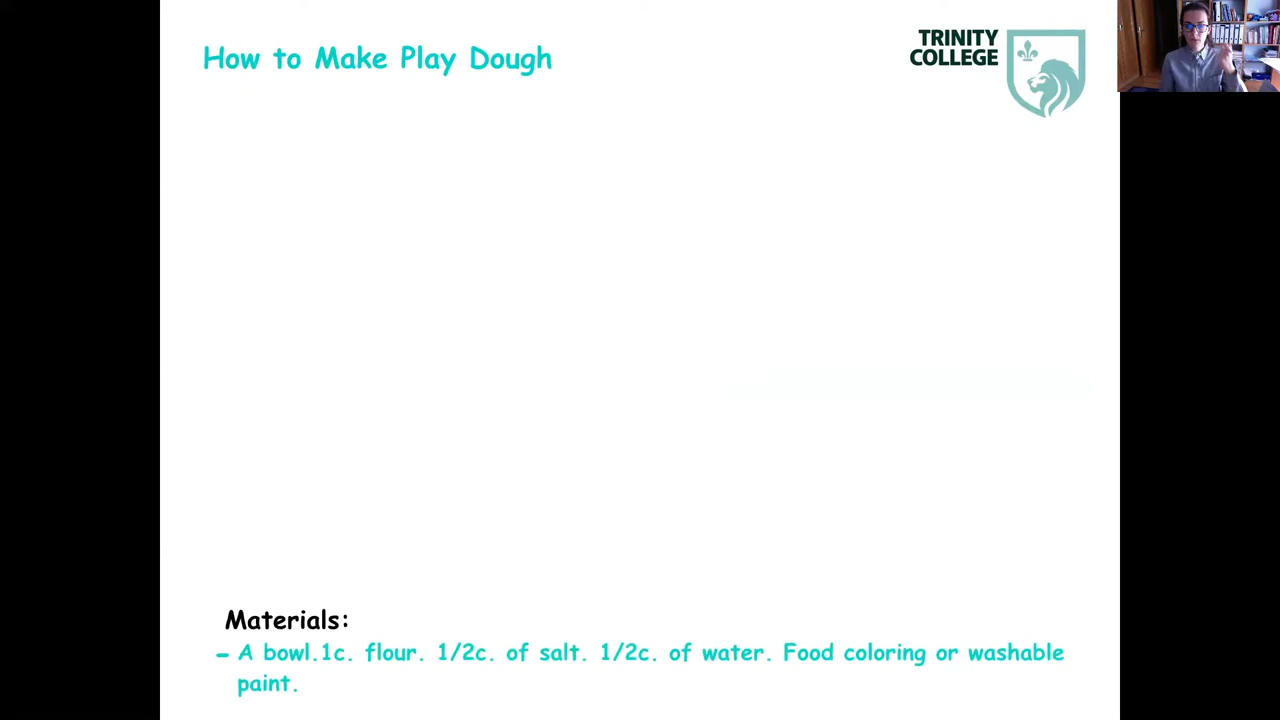 How to Make Play Dough
TRINITY
COLLEGE
Materials:
- A bowl.1c. flour. 1/2c. of salt. 1/2c. of water. Food coloring or washable
paint.